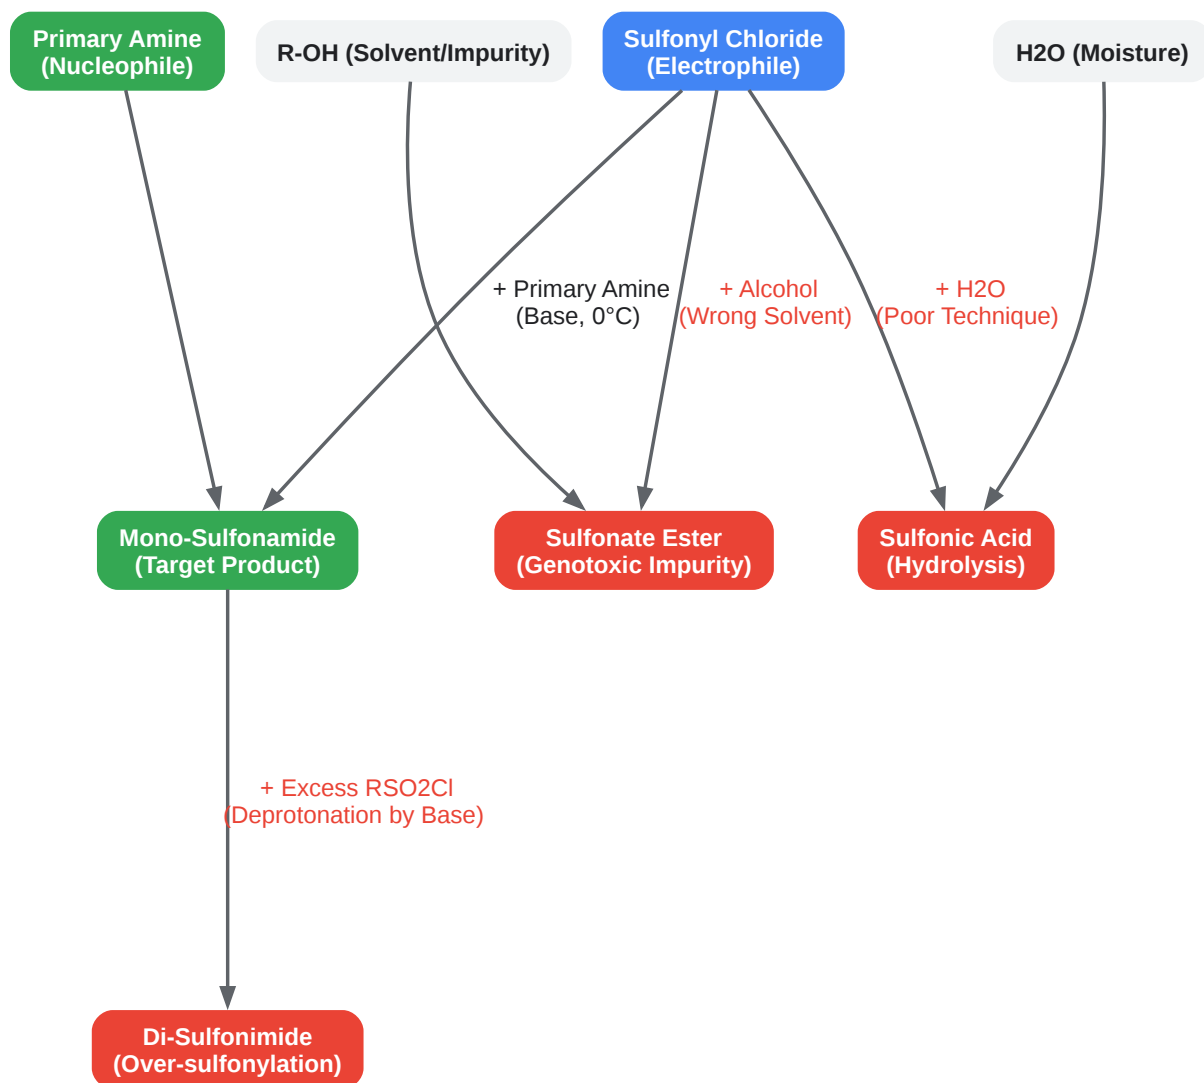 Primary Amine
(Nucleophile)
R-OH (Solvent/Impurity)
Sulfonyl Chloride
(Electrophile)
H2O (Moisture)
+ Primary Amine
(Base, 0°C)
+ Alcohol
(Wrong Solvent)
+ H2O
(Poor Technique)
Mono-Sulfonamide
(Target Product)
Sulfonate Ester
(Genotoxic Impurity)
Sulfonic Acid
(Hydrolysis)
+ Excess RSO2Cl
(Deprotonation by Base)
Di-Sulfonimide
(Over-sulfonylation)